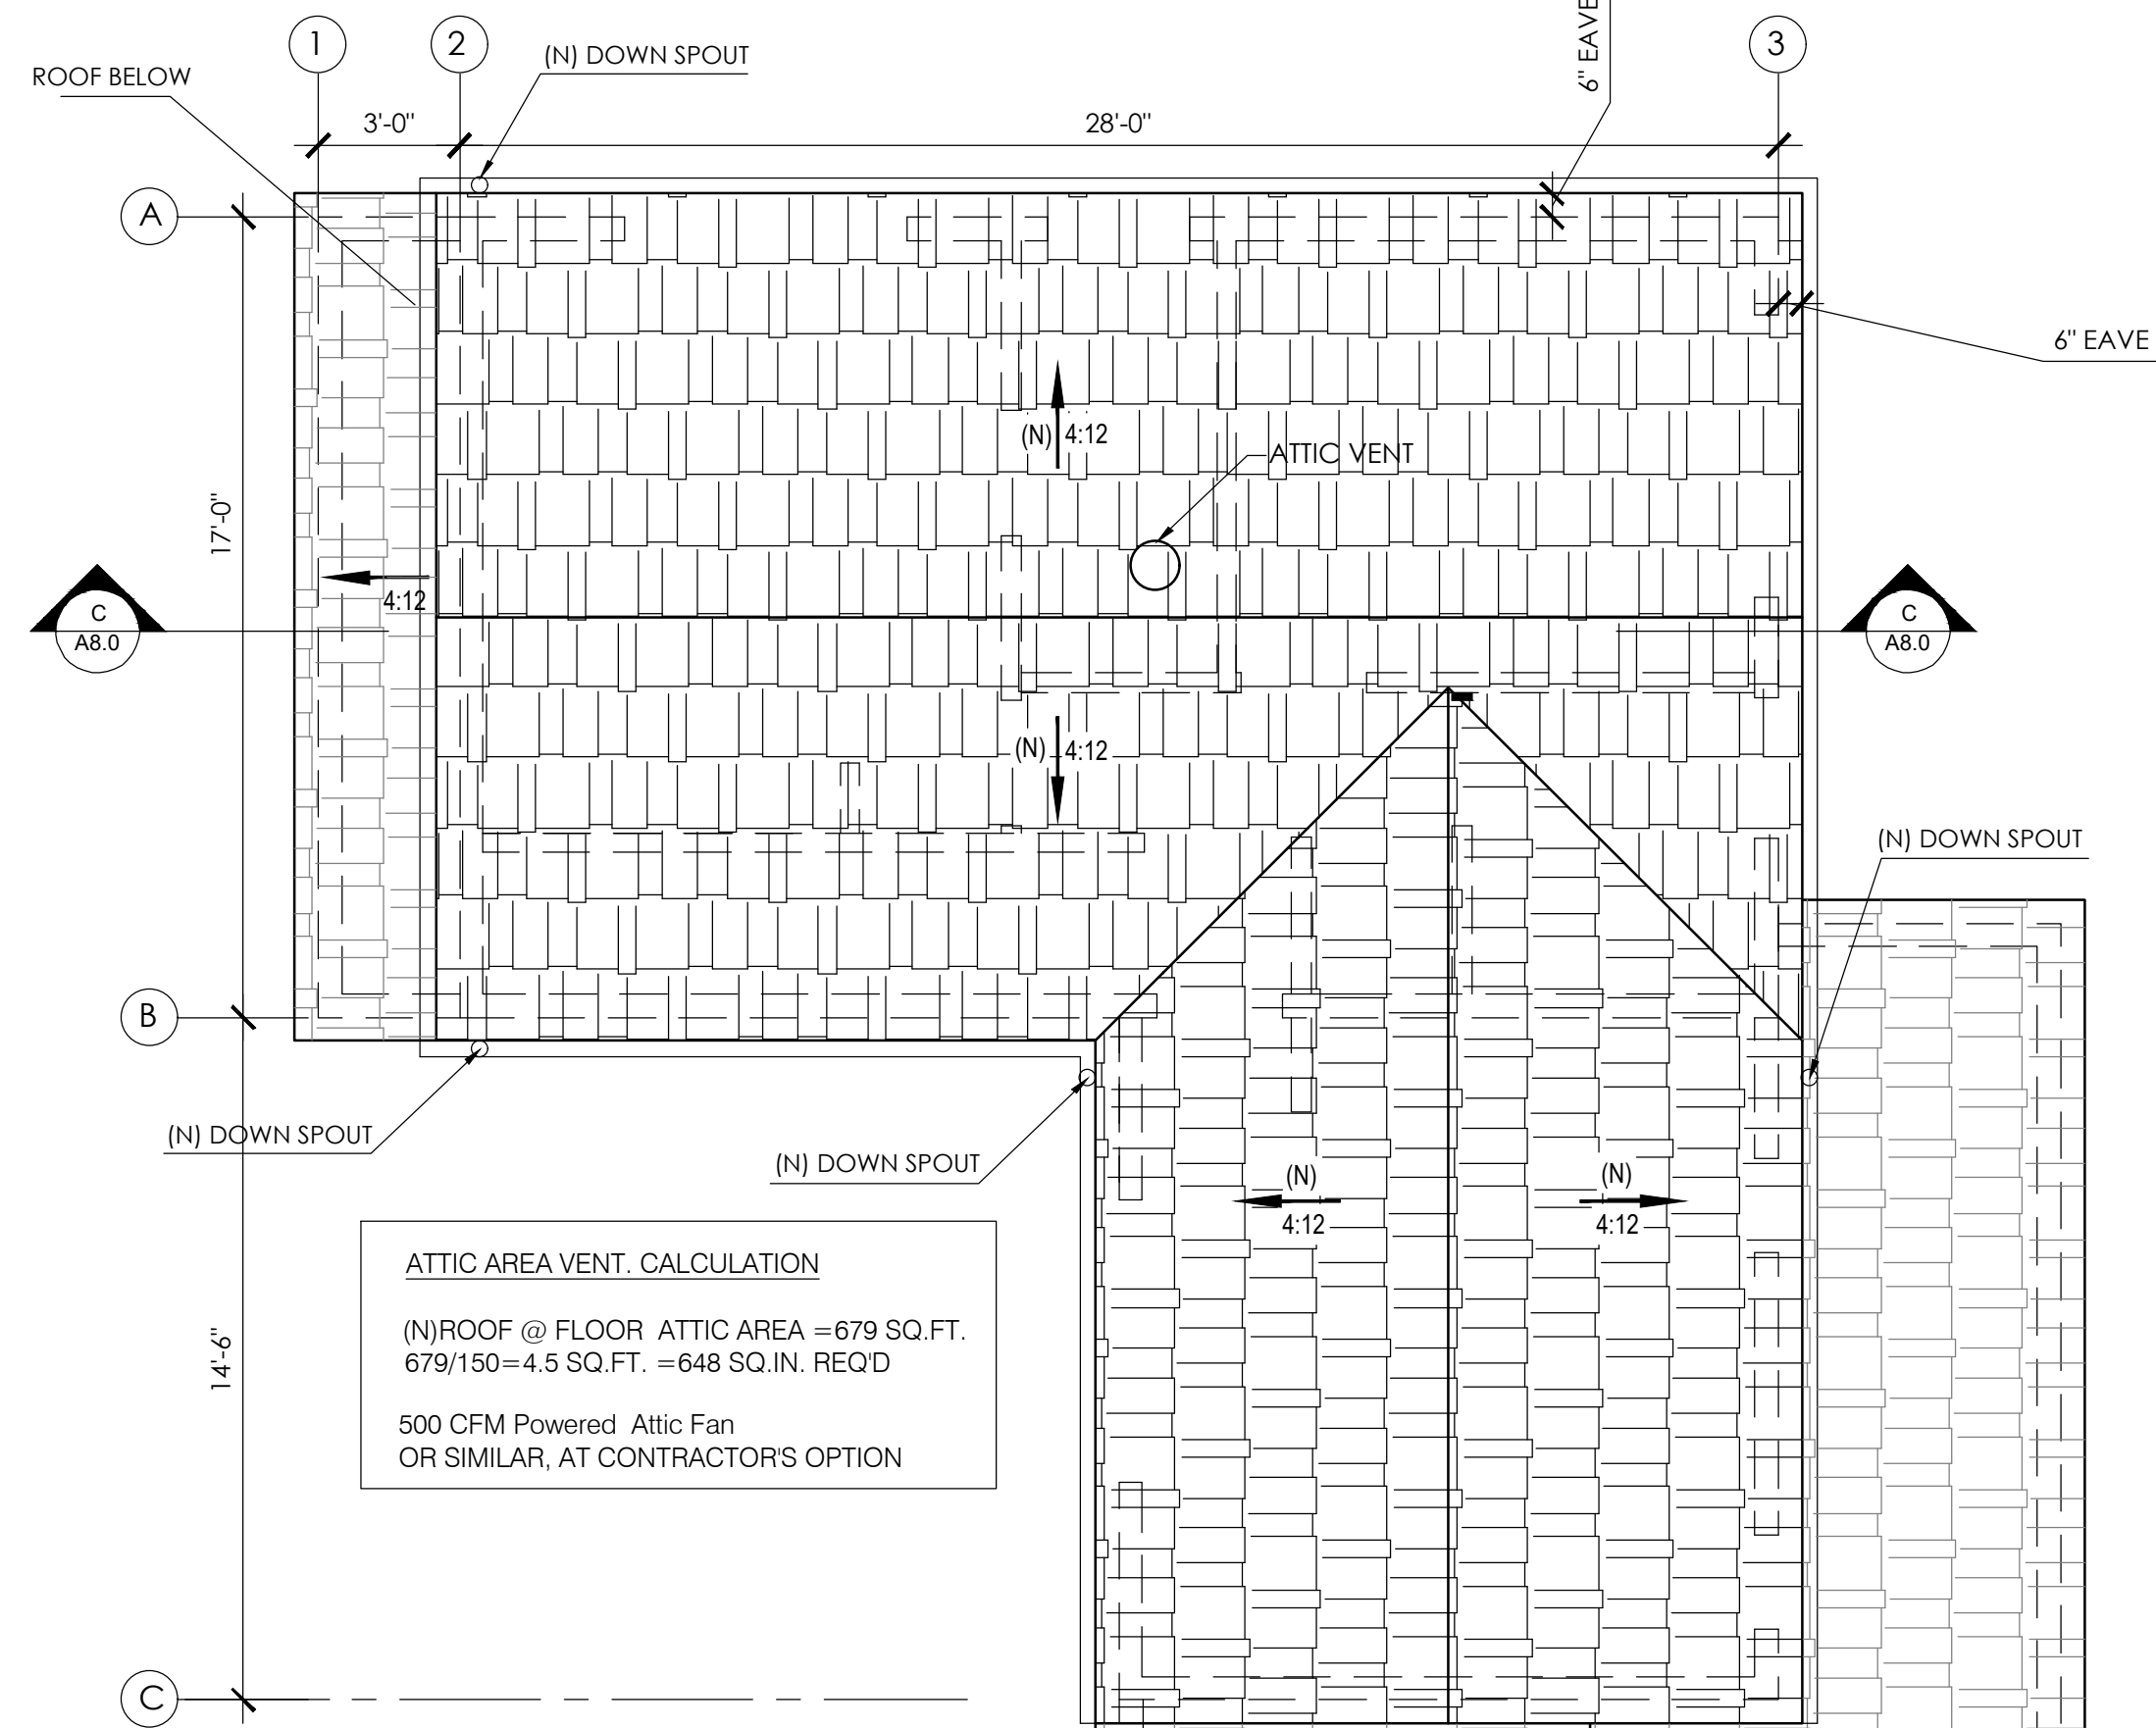 1
2
3
6" EAVE
(N) DOWN SPOUT
ROOF BELOW
3'-0"
28'-0"
A
6" EAVE
(N) 4:12
ATTIC VENT
17'-0"
4:12
C
A8.0
C
A8.0
(N) 4:12
(N) DOWN SPOUT
B
(N) DOWN SPOUT
(N) DOWN SPOUT
(N)
4:12
(N)
4:12
14'-6"
ATTIC AREA VENT. CALCULATION
(N)ROOF @ FLOOR ATTIC AREA =679 SQ.FT.
679/150=4.5 SQ.FT. =648 SQ.IN. REQ'D
500 CFM Powered Attic Fan
OR SIMILAR, AT CONTRACTOR'S OPTION
C